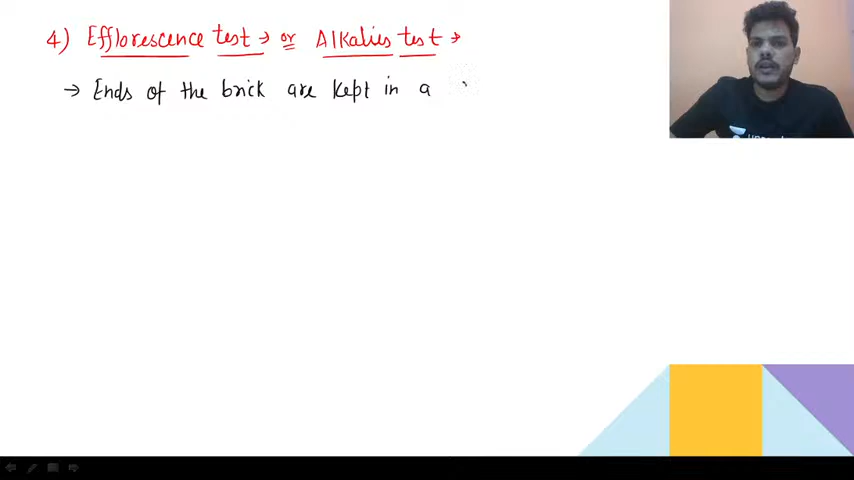 4) Efflorescence test → or Alkalies test →
→ Ends of the brick are kept in a